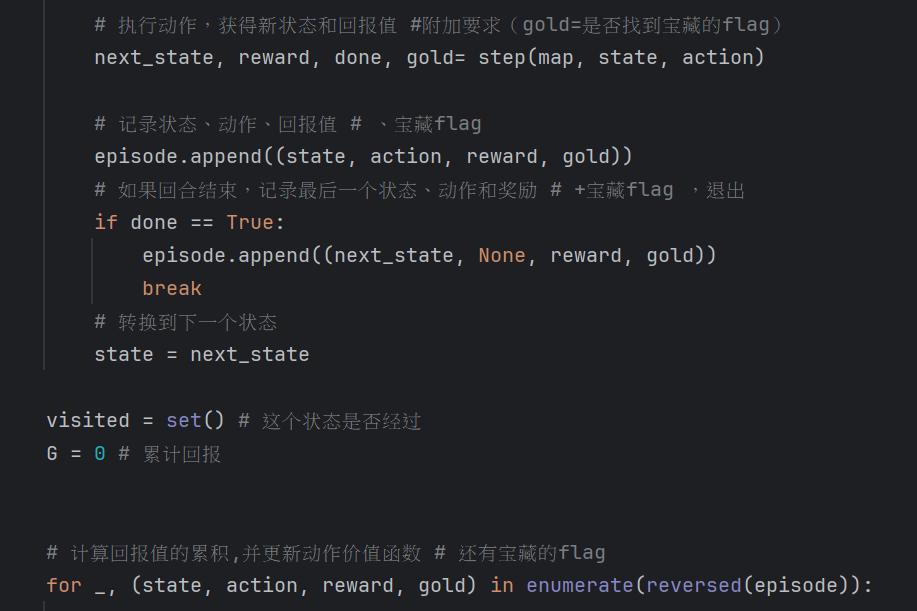 # 执行动作，获得新状态和回报值 #附加要求（gold=是否找到宝藏的flag）
next_state, reward, done, gold= step(map, state, action)
# 记录状态、动作、回报值 # 、宝藏flag
episode.append((state, action, reward, gold))
# 如果回合结束，记录最后一个状态、动作和奖励 # +宝藏flag ，退出
if done == True:
episode.append((next_state, None, reward, gold))
break
# 转换到下一个状态
state = next_state
visited = set() # 这个状态是否经过
G = 0 # 累计回报
# 计算回报值的累积,并更新动作价值函数 # 还有宝藏的flag
for _, (state, action, reward, gold) in enumerate(reversed(episode)):